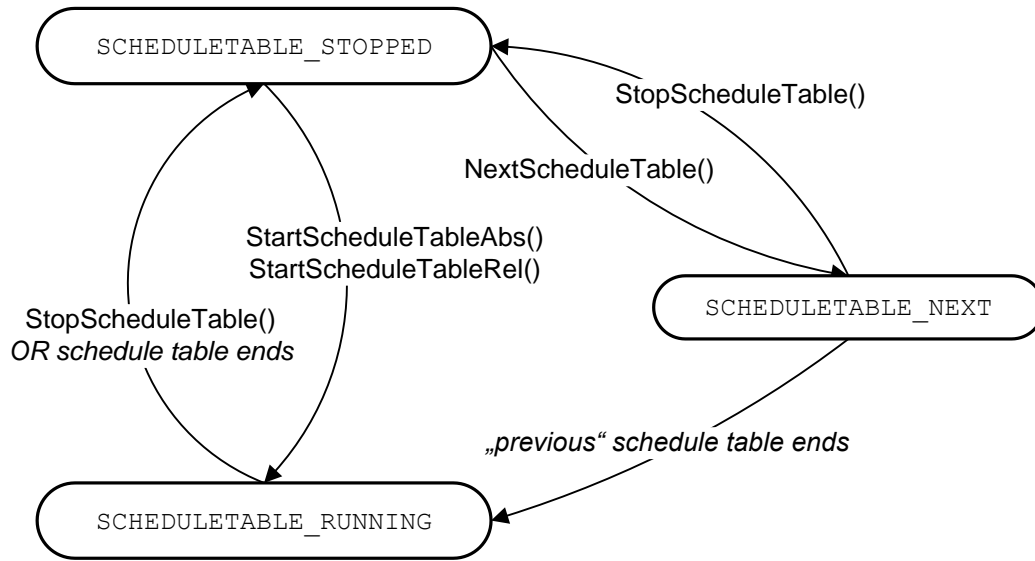 SCHEDULETABLE_STOPPED
StopScheduleTable()
NextScheduleTable()
StartScheduleTableAbs()
StartScheduleTableRel()
SCHEDULETABLE_NEXT
StopScheduleTable()
OR schedule table ends
„previous“ schedule table ends
SCHEDULETABLE_RUNNING